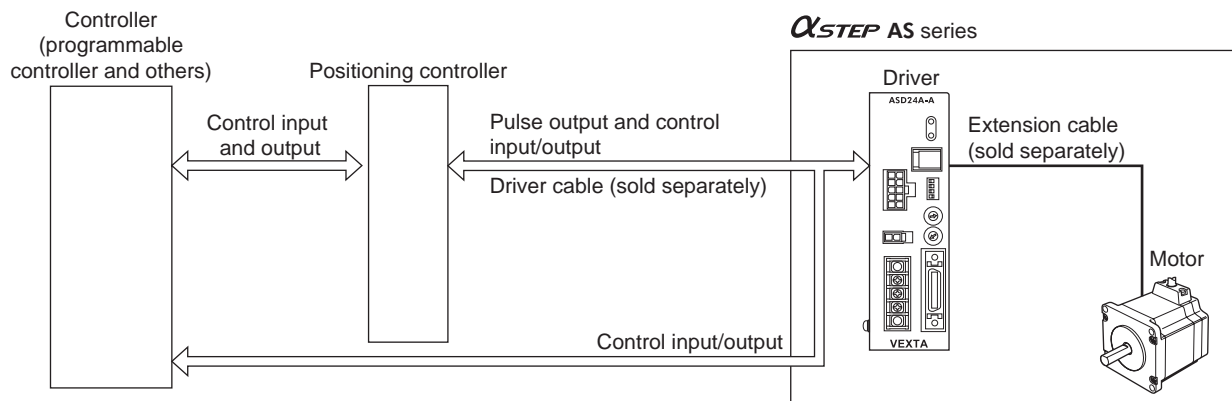 αSTEP AS series
Controller
(programmable
controller and others)
Positioning controller
Driver
ASD24A-A
Control input
and output
Pulse output and control
input/output
Driver cable (sold separately)
Extension cable
(sold separately)
Motor
Control input/output
VEXTA